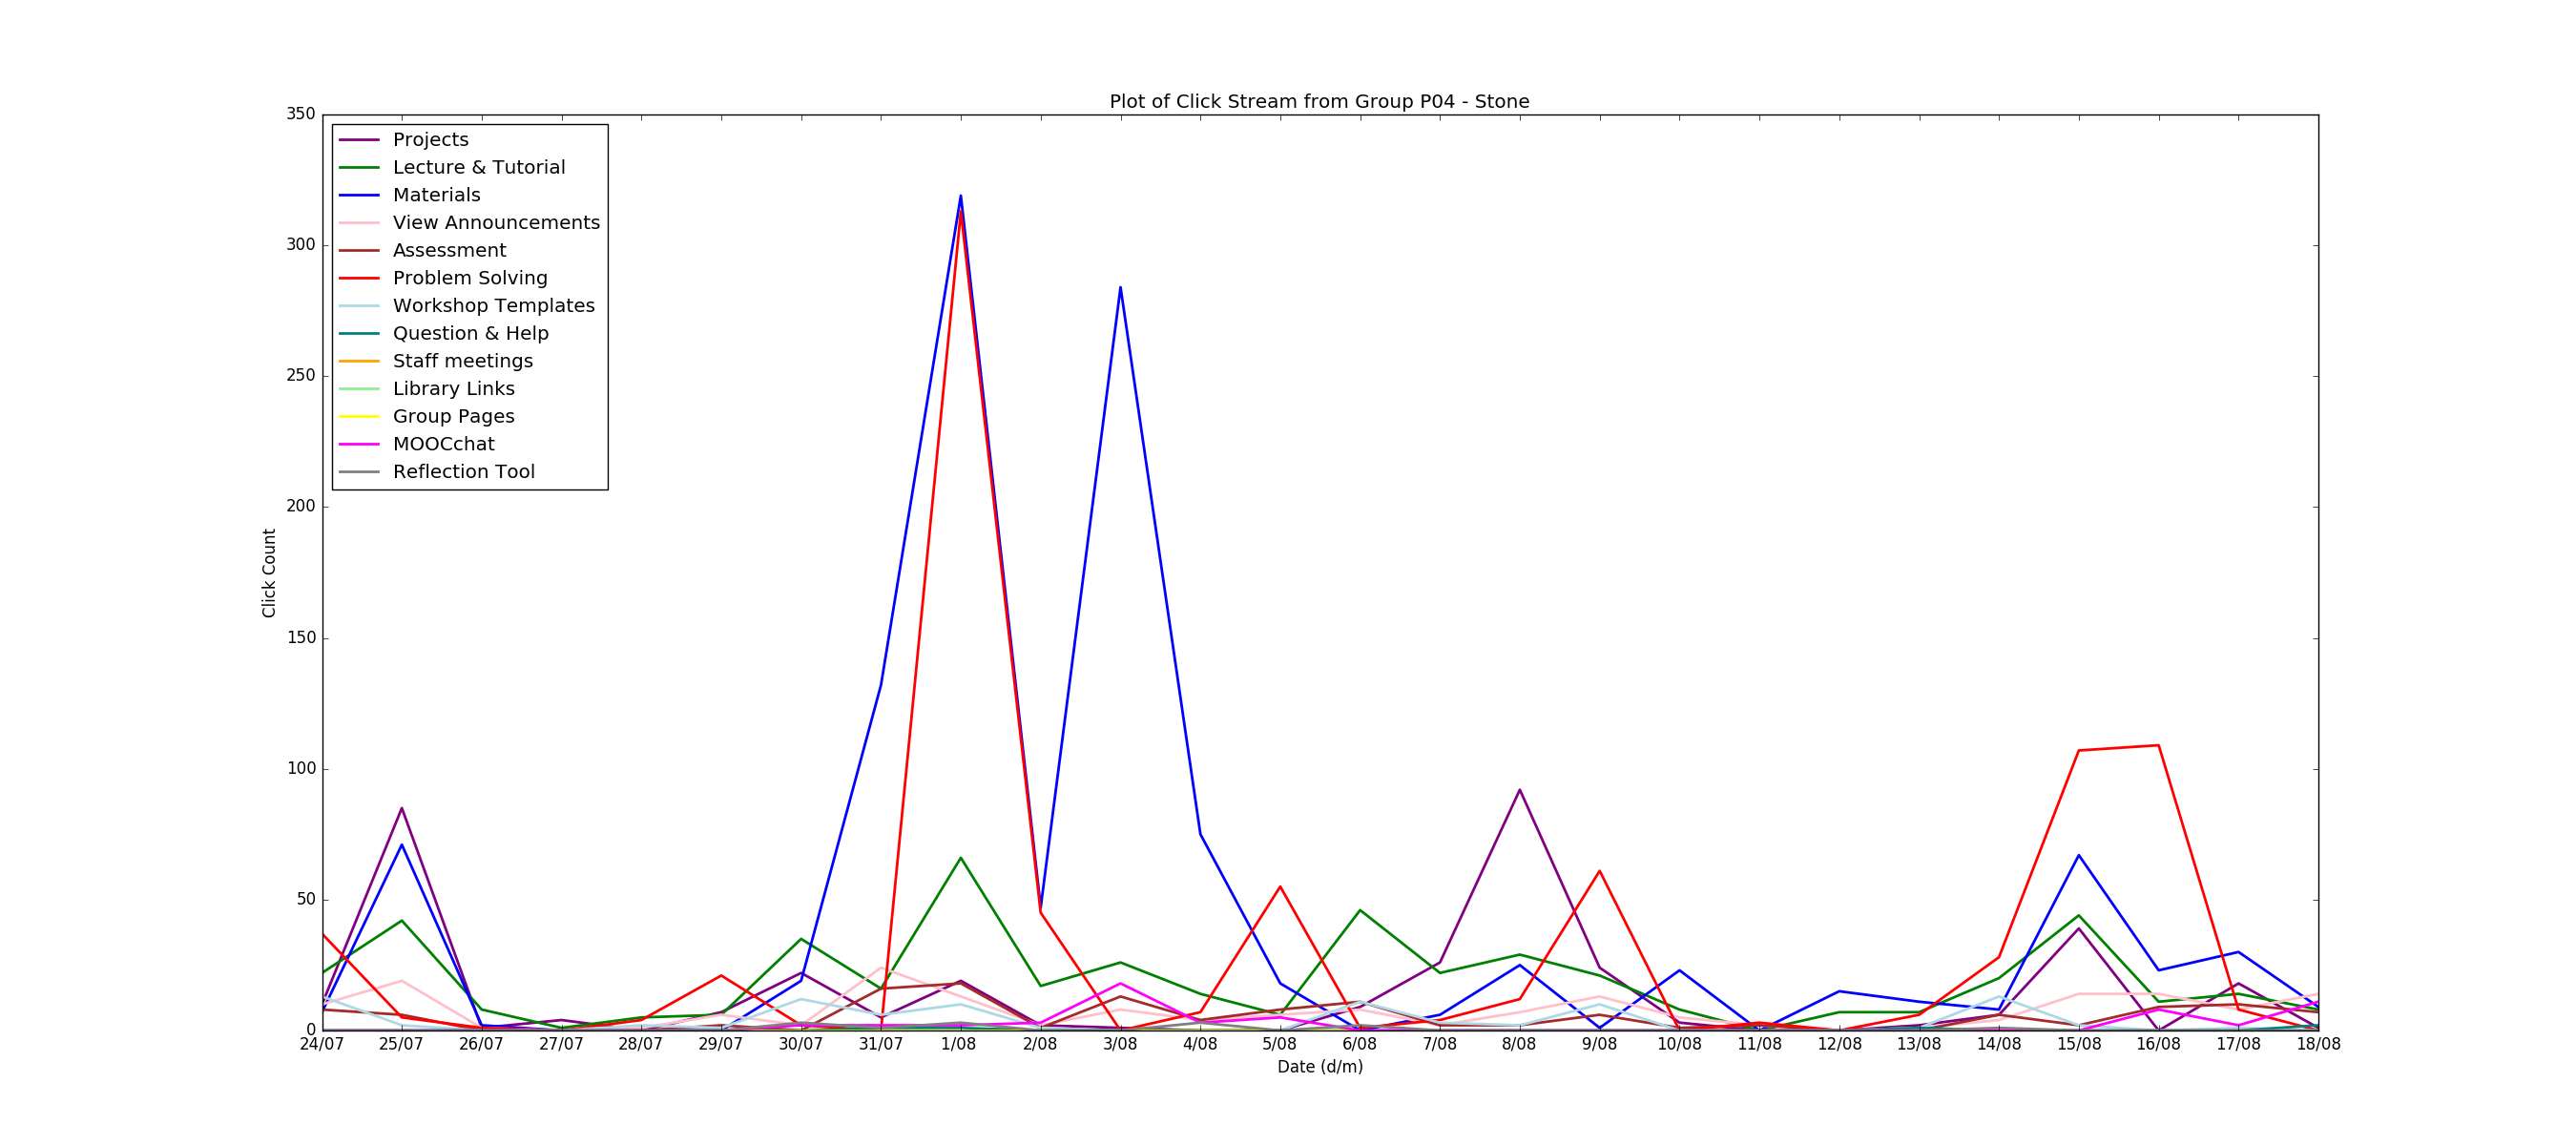 Plot of Click Stream from Group P04 - Stone
350
300
250
200
150
100
50
0
Click Count
Projects
Lecture & Tutorial
Materials
View Announcements
Assessment
Problem Solving
Workshop Templates
Question & Help
Staff meetings
Library Links
Group Pages
MOOCchat
Reflection Tool
24/07 25/07 26/07 27/07 28/07 29/07 30/07 31/07 1/08 2/08 3/08 4/08 5/08 6/08 7/08 8/08 9/08 10/08 11/08 12/08 13/08 14/08 15/08 16/08 17/08 18/08
Date (d/m)